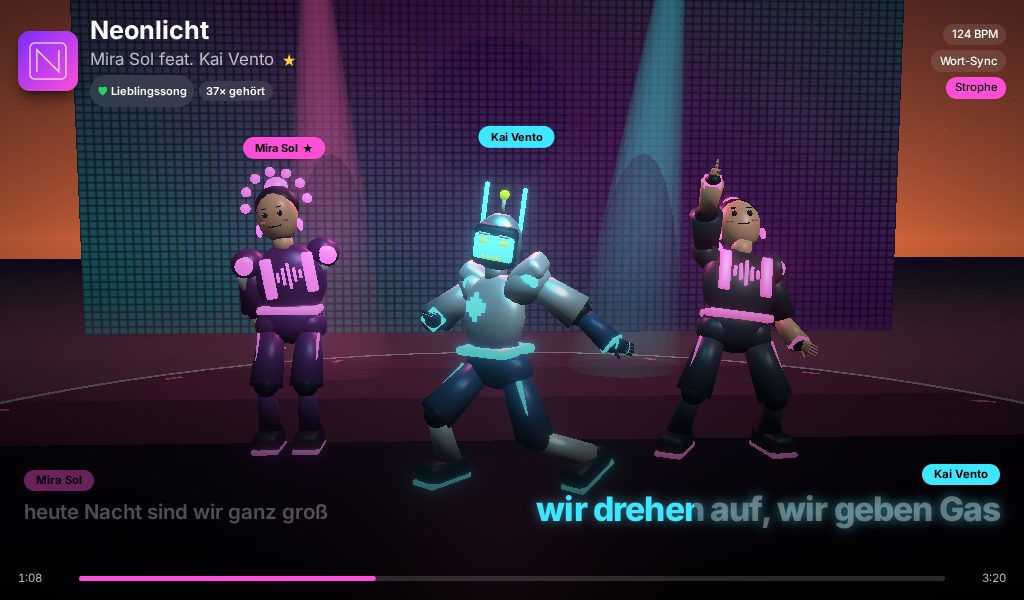 N
Neonlicht
Mira Sol feat. Kai Vento ★
Lieblingssong
37× gehört
124 BPM
Wort-Sync
Strophe
Mira Sol ★
Kai Vento
Mira Sol
heute Nacht sind wir ganz groß
Kai Vento
wir drehen auf, wir geben Gas
1:08
3:20